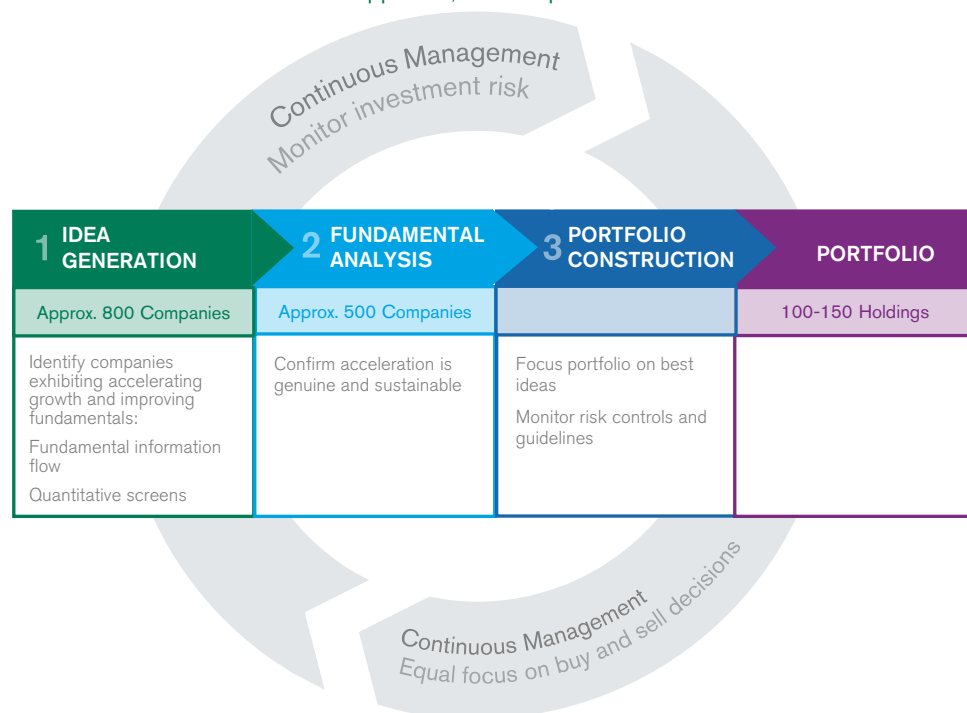 Continuous Management
Monitor investment risk
1 IDEA
GENERATION
Approx. 800 Companies
Identify companies
exhibiting accelerating
growth and improving
fundamentals:
Fundamental information
flow
Quantitative screens
2 FUNDAMENTAL
ANALYSIS
Approx. 500 Companies
Confirm acceleration is
genuine and sustainable
3 PORTFOLIO
CONSTRUCTION
Focus portfolio on best
ideas
Monitor risk controls and
guidelines
PORTFOLIO
100-150 Holdings
Continuous Management
Equal focus on buy and sell decisions